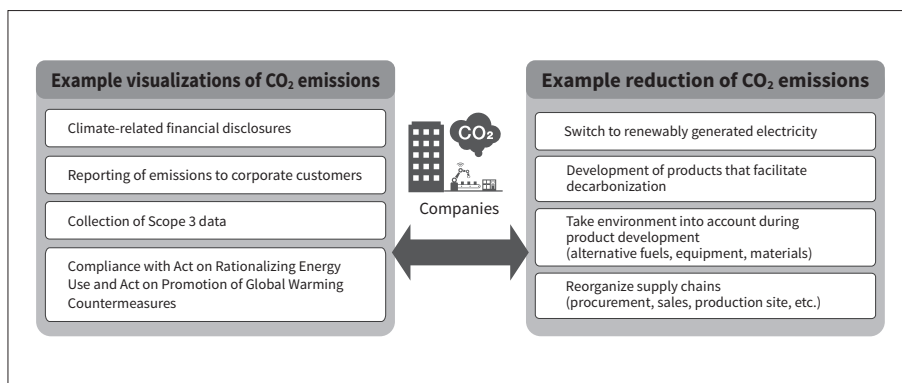 Example visualizations of CO₂ emissions
Climate-related financial disclosures
Reporting of emissions to corporate customers
Collection of Scope 3 data
Compliance with Act on Rationalizing Energy
Use and Act on Promotion of Global Warming
Countermeasures
CO₂
Companies
Example reduction of CO₂ emissions
Switch to renewably generated electricity
Development of products that facilitate
decarbonization
Take environment into account during
product development
(alternative fuels, equipment, materials)
Reorganize supply chains
(procurement, sales, production site, etc.)